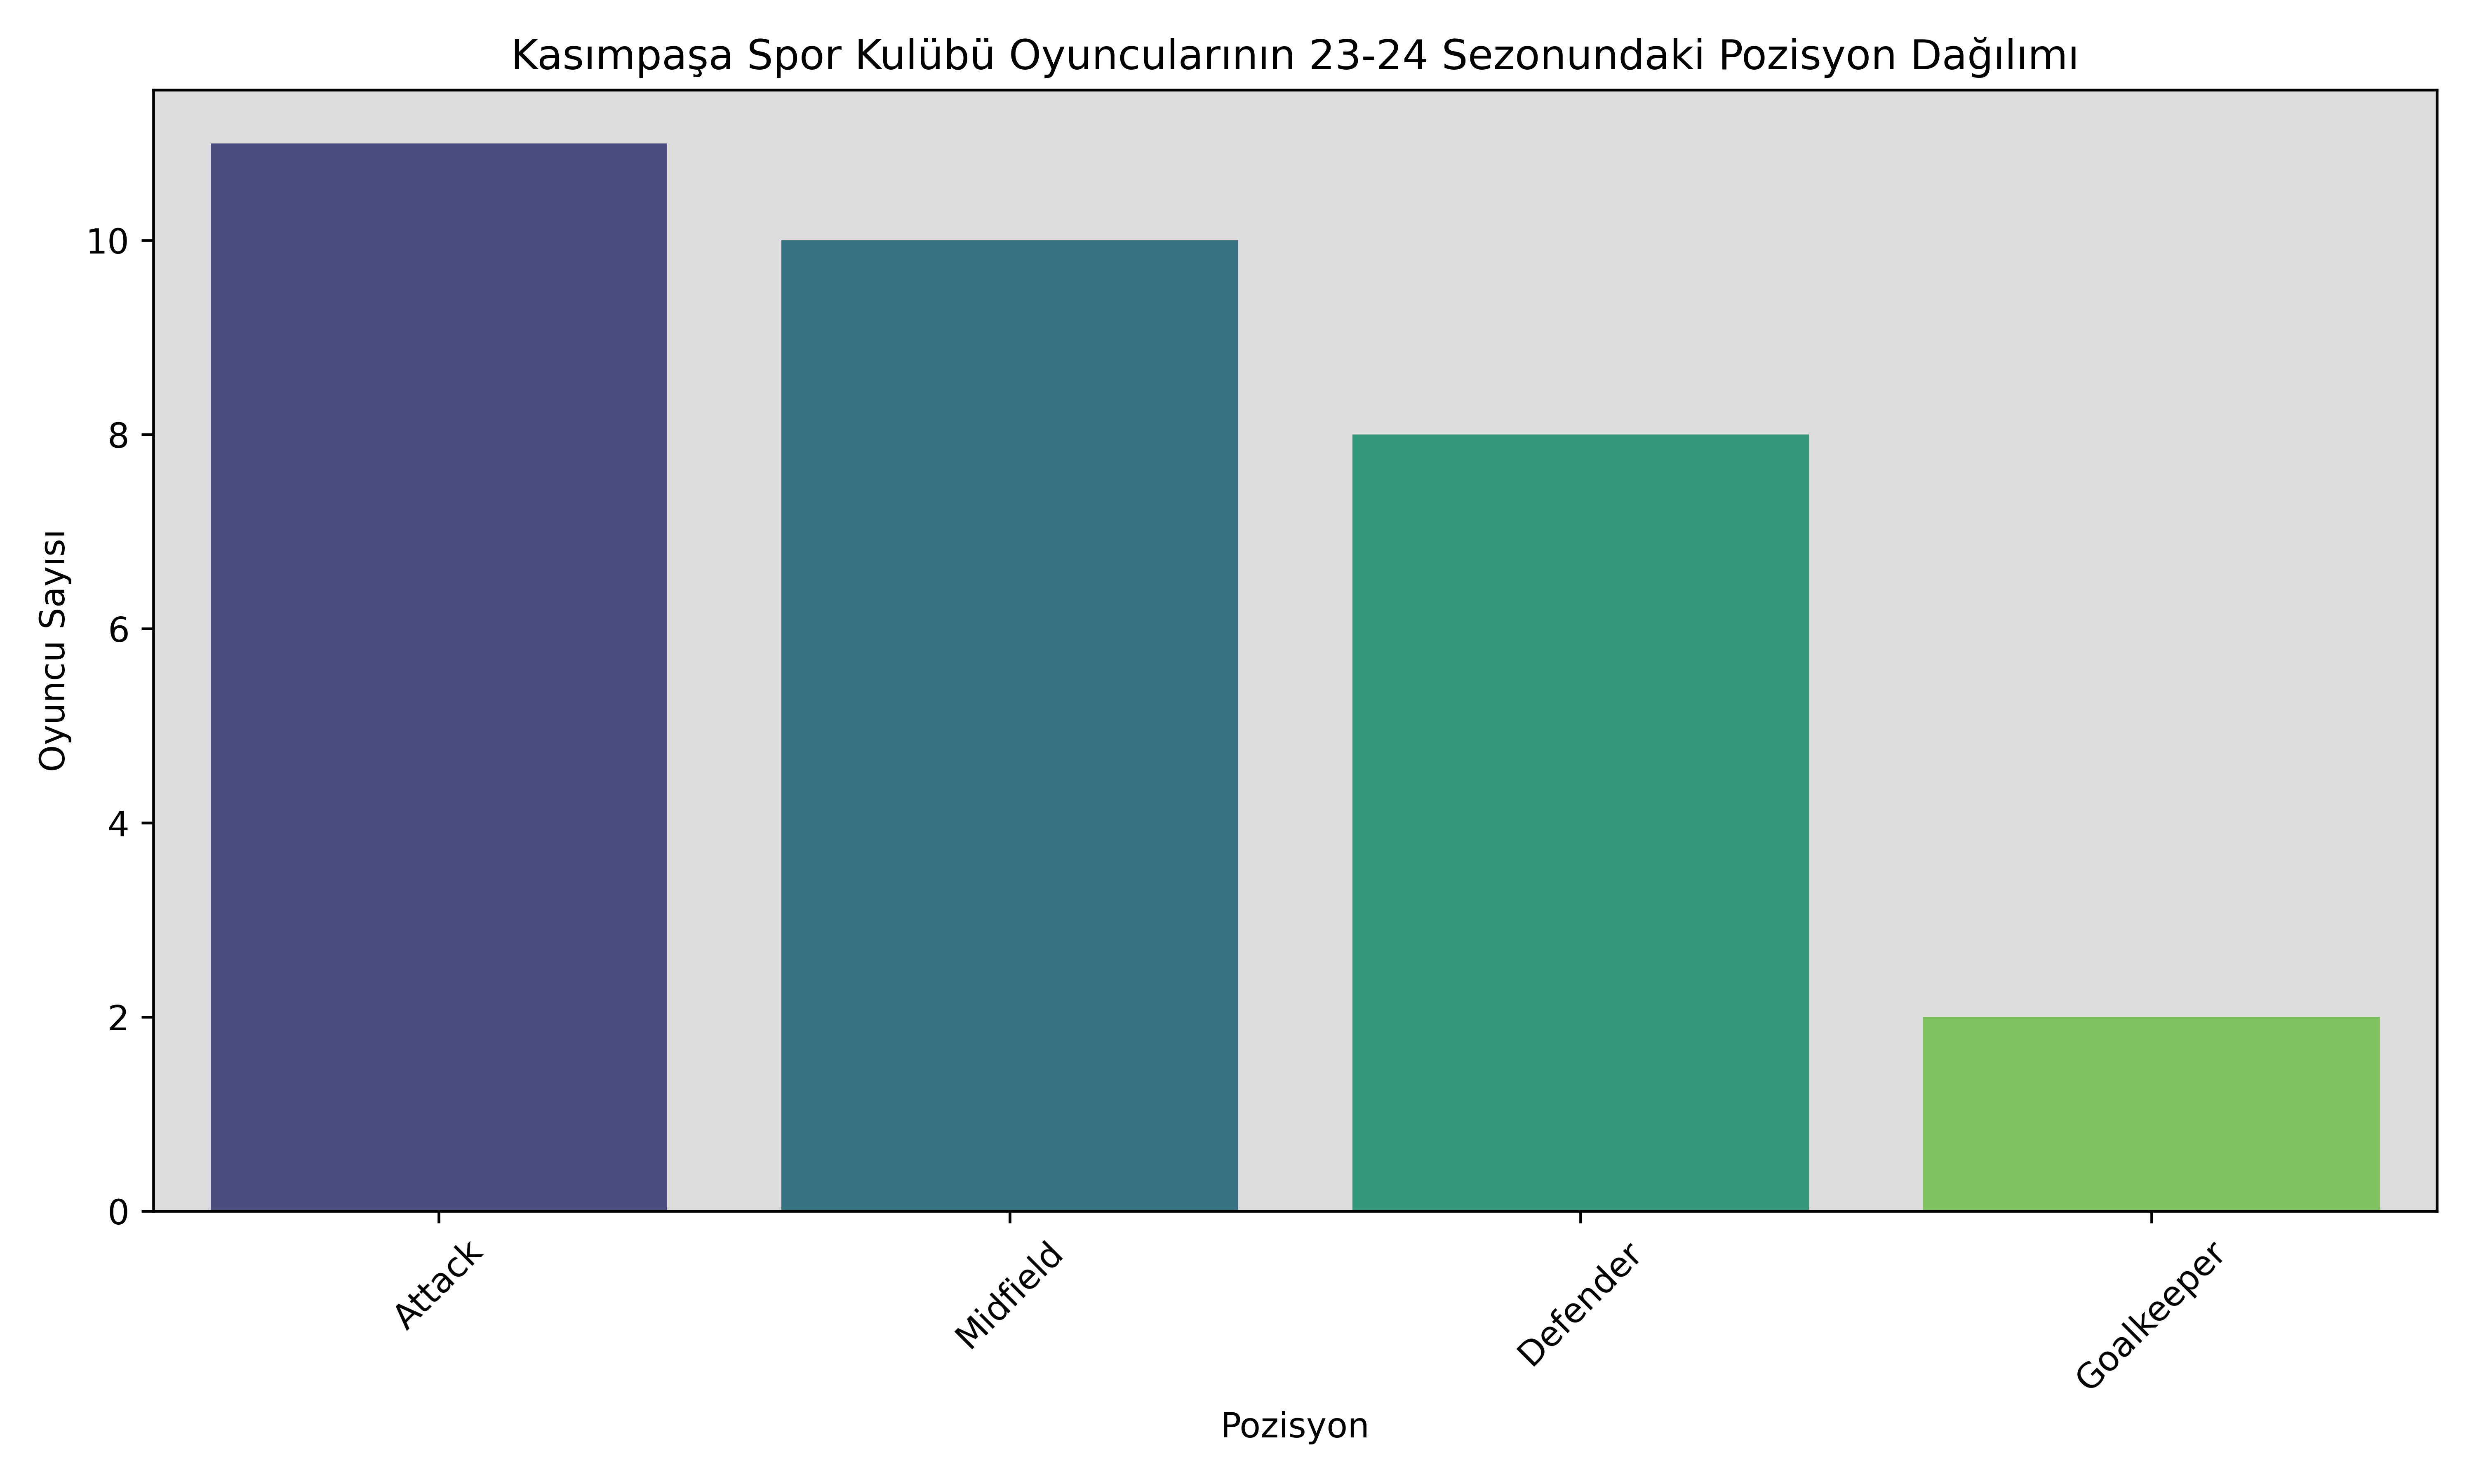 Kasımpaşa Spor Kulübü Oyuncularının 23-24 Sezonundaki Pozisyon Dağılımı
Oyuncu Sayısı
10
8
6
4
2
0
Attack
Midfield
Defender
Goalkeeper
Pozisyon